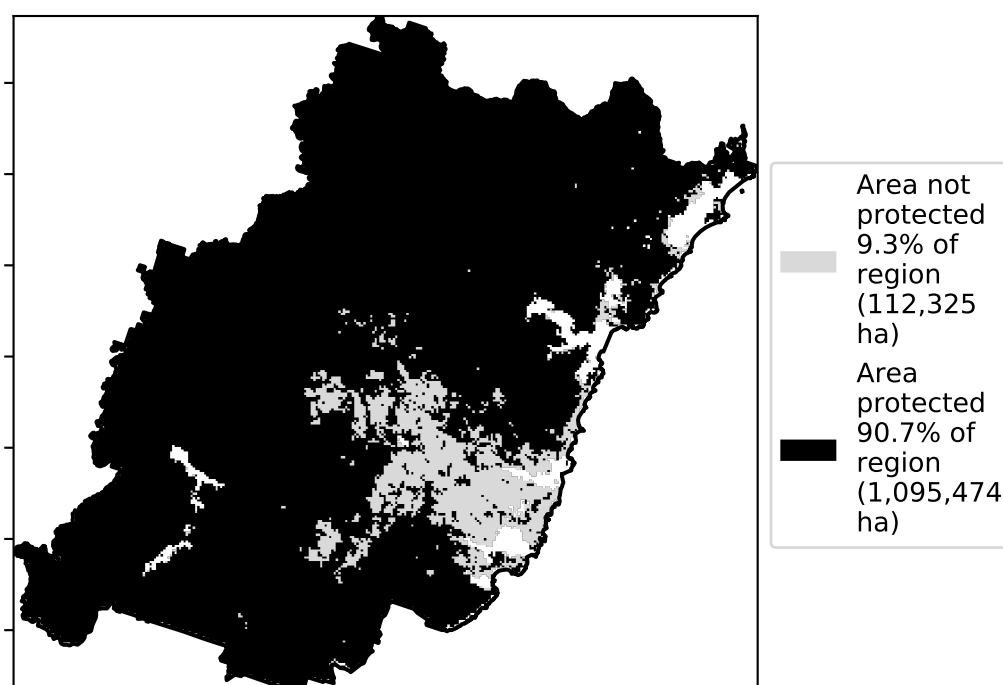 Area not
protected
9.3% of
region
(112,325
ha)
Area
protected
90.7% of
region
(1,095,474
ha)